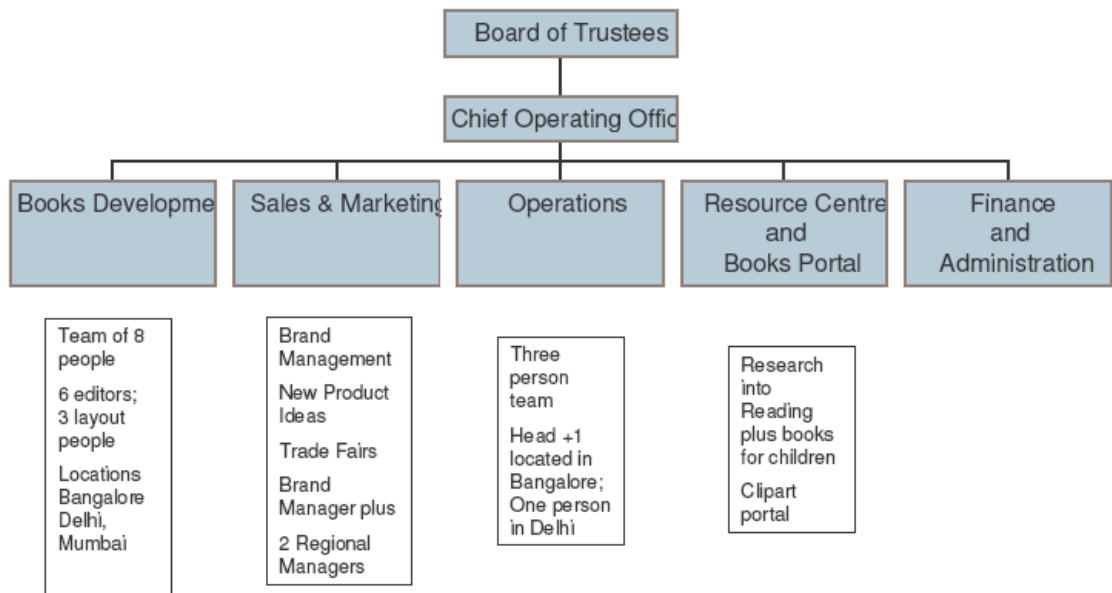 Board of Trustees
Chief Operating Offic
Books Developme
Sales & Marketing
Operations
Resource Centre
and
Books Portal
Finance
and
Administration
Team of 8
people
6 editors;
3 layout
people
Locations
Bangalore
Delhi,
Mumbai
Brand
Management
New Product
Ideas
Trade Fairs
Brand
Manager plus
2 Regional
Managers
Three
person
team
Head +1
located in
Bangalore;
One person
in Delhi
Research
into
Reading
plus books
for children
Clipart
portal